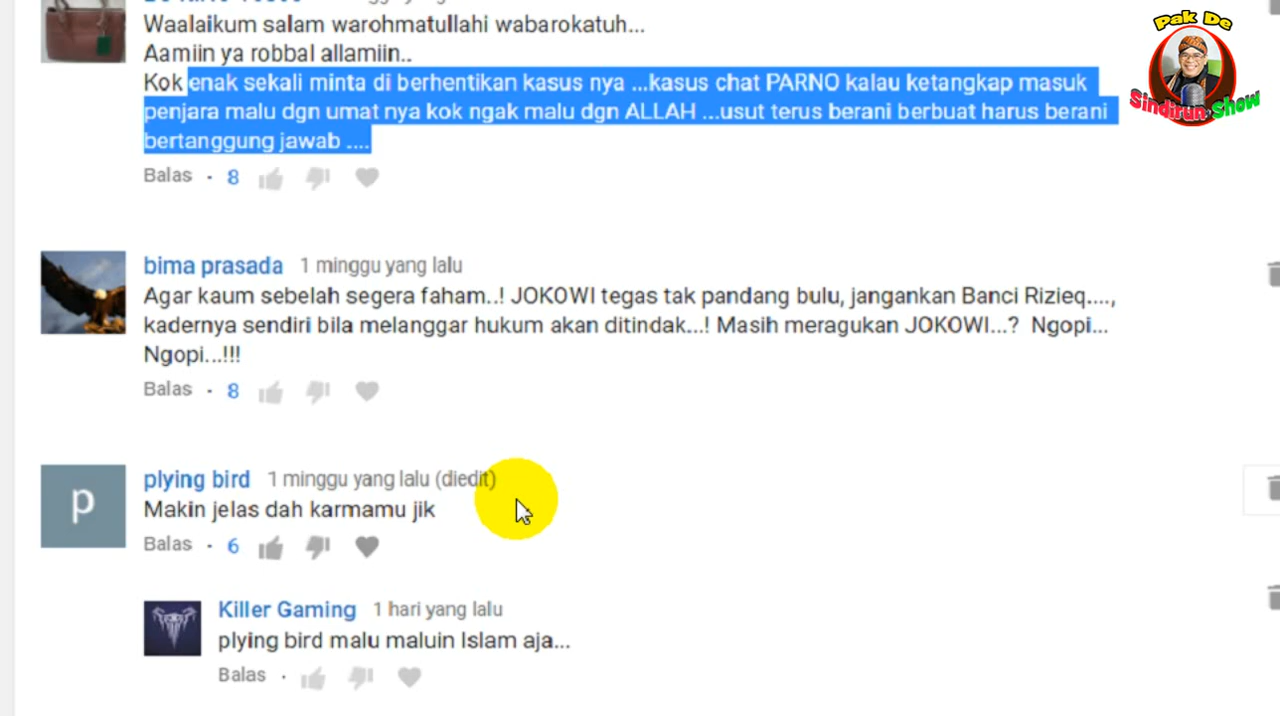 Waalaikum salam warohmatullahi wabarokatuh...
Aamiin ya robbal allamiin..
Kok enak sekali minta di berhentikan kasus nya ...kasus chat PARNO kalau ketangkap masuk
penjara malu dgn umat nya kok ngak malu dgn ALLAH ...usut terus berani berbuat harus berani
bertanggung jawab ....
Balas · 8
bima prasada 1 minggu yang lalu
Agar kaum sebelah segera faham..! JOKOWI tegas tak pandang bulu, jangankan Banci Rizieq....,
kadernya sendiri bila melanggar hukum akan ditindak...! Masih meragukan JOKOWI...? Ngopi...
Ngopi...!!!
Balas · 8
p
plying bird 1 minggu yang lalu (diedit)
Makin jelas dah karmamu jik
Balas · 6
Killer Gaming 1 hari yang lalu
plying bird malu maluin Islam aja...
Balas ·
Pak De
Sindirun Show